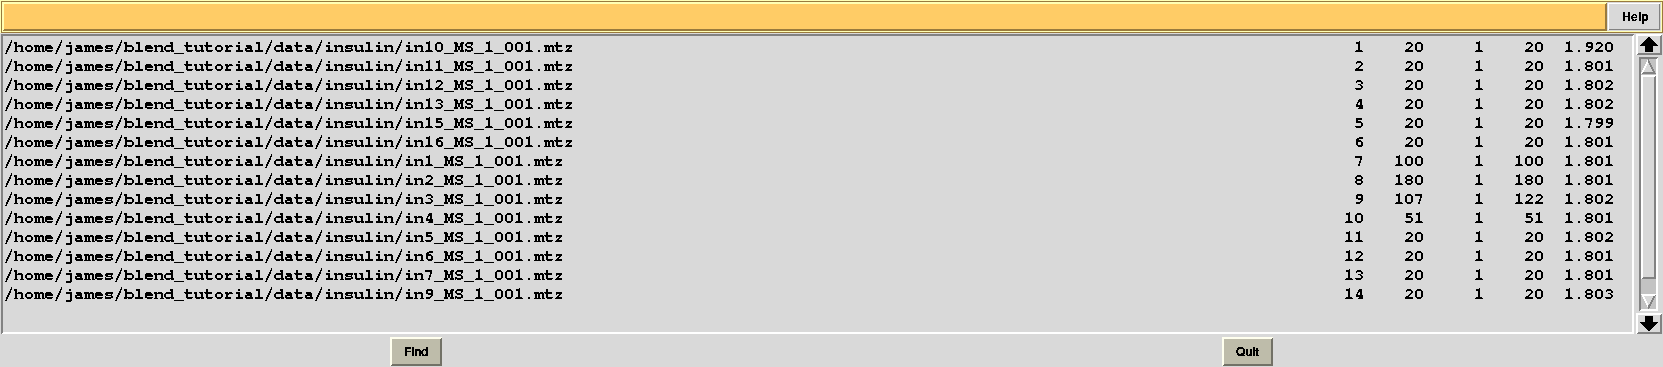 Help
/home/james/blend_tutorial/data/insulin/in10_MS_1_001.mtz 1 20 1 20 1.920
/home/james/blend_tutorial/data/insulin/in11_MS_1_001.mtz 2 20 1 20 1.801
/home/james/blend_tutorial/data/insulin/in12_MS_1_001.mtz 3 20 1 20 1.802
/home/james/blend_tutorial/data/insulin/in13_MS_1_001.mtz 4 20 1 20 1.802
/home/james/blend_tutorial/data/insulin/in15_MS_1_001.mtz 5 20 1 20 1.799
/home/james/blend_tutorial/data/insulin/in16_MS_1_001.mtz 6 20 1 20 1.801
/home/james/blend_tutorial/data/insulin/in1_MS_1_001.mtz 7 100 1 100 1.801
/home/james/blend_tutorial/data/insulin/in2_MS_1_001.mtz 8 180 1 180 1.801
/home/james/blend_tutorial/data/insulin/in3_MS_1_001.mtz 9 107 1 122 1.802
/home/james/blend_tutorial/data/insulin/in4_MS_1_001.mtz 10 51 1 51 1.801
/home/james/blend_tutorial/data/insulin/in5_MS_1_001.mtz 11 20 1 20 1.802
/home/james/blend_tutorial/data/insulin/in6_MS_1_001.mtz 12 20 1 20 1.801
/home/james/blend_tutorial/data/insulin/in7_MS_1_001.mtz 13 20 1 20 1.801
/home/james/blend_tutorial/data/insulin/in9_MS_1_001.mtz 14 20 1 20 1.803
Find Quit